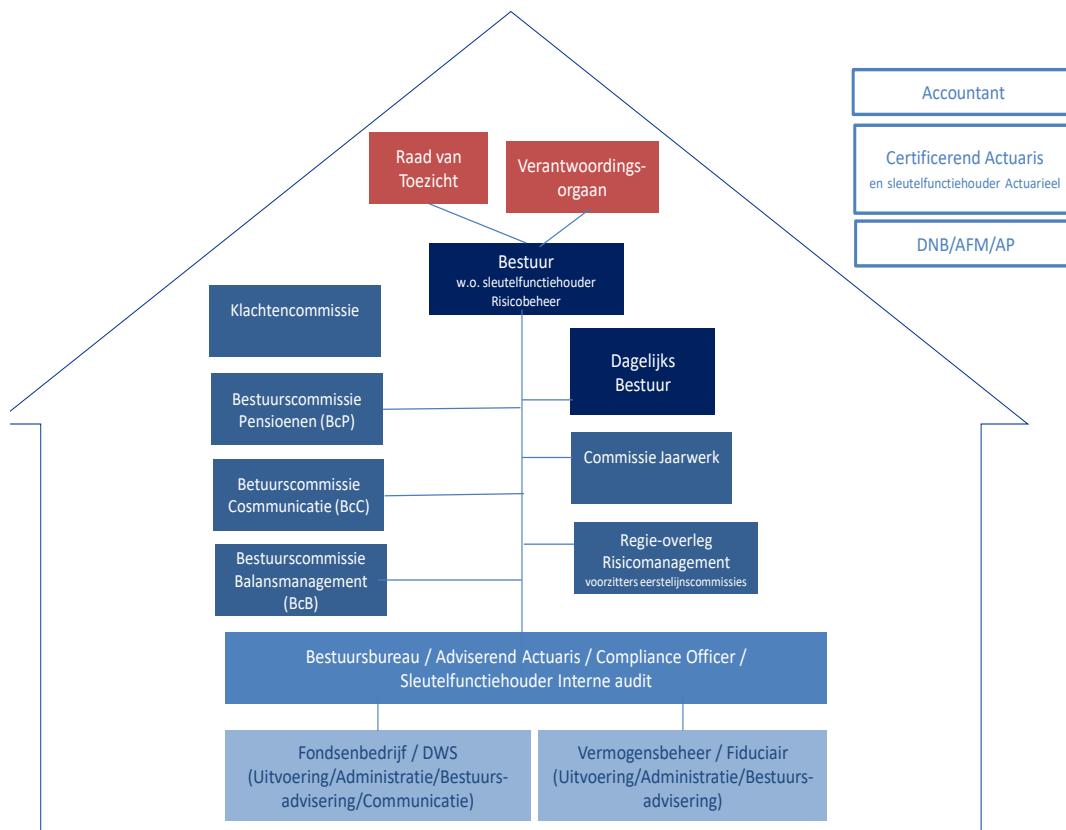 Accountant
Certificerend Actuaris
en sleutelfunctiehouder Actuarieel
DNB/AFM/AP
Raad van
Toezicht
Verantwoordings-
orgaan
Bestuur
w.o. sleutelfunctiehouder
Risicobeheer
Klachtencommissie
Dagelijks
Bestuur
Bestuurscommissie
Pensioenen (BcP)
Commissie Jaarwerk
Betuurscommissie
Cosmmunicatie (BcC)
Regie-overleg
Risicomanagement
voorzitters eerstelijnscommissies
Bestuurscommissie
Balansmanagement
(BcB)
Bestuursbureau / Adviserend Actuaris / Compliance Officer /
Sleutelfunctiehouder Interne audit
Fondsenbedrijf / DWS
(Uitvoering/Administratie/Bestuurs-
advisering/Communicatie)
Vermogensbeheer / Fiduciair
(Uitvoering/Administratie/Bestuurs-
advisering)